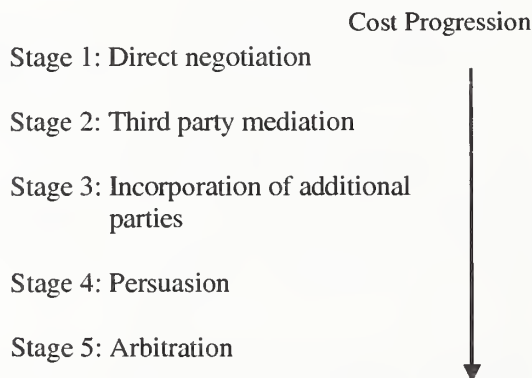 Cost Progression
Stage 1: Direct negotiation
Stage 2: Third party mediation
Stage 3: Incorporation of additional
parties
Stage 4: Persuasion
Stage 5: Arbitration